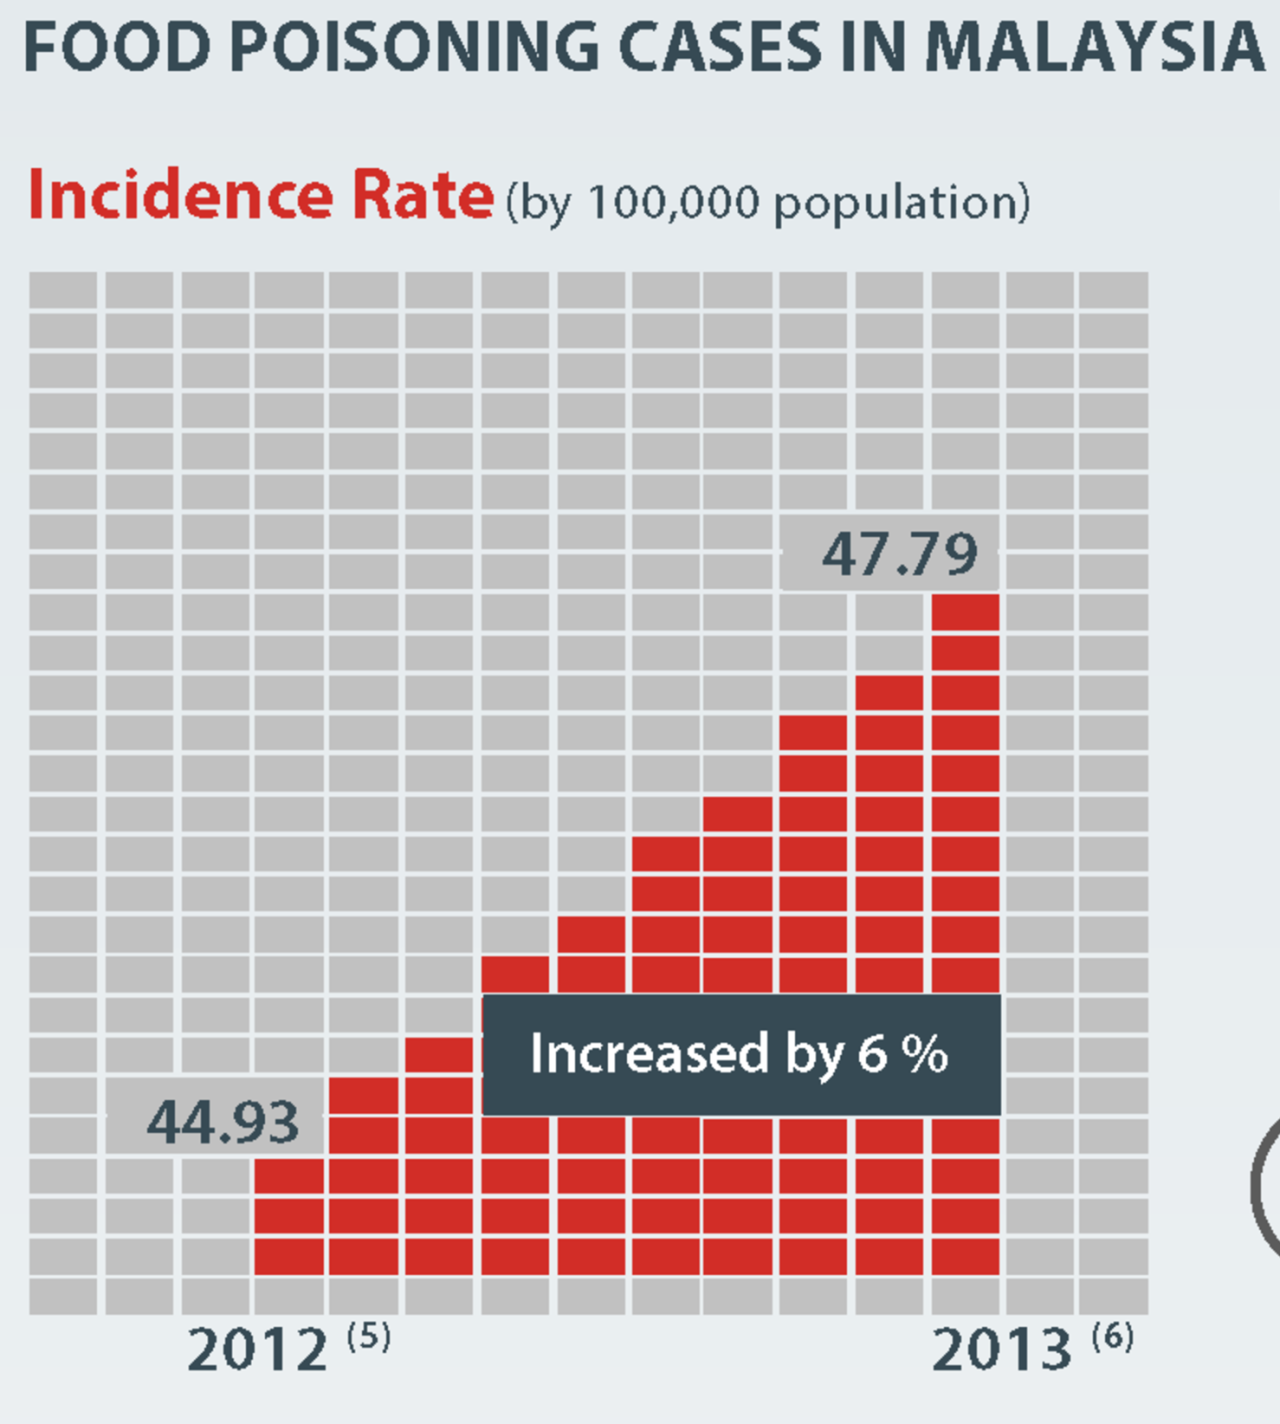 FOOD POISONING CASES IN MALAYSIA
Incidence Rate (by 100,000 population)
47.79
Increased by 6 %
44.93
2012 (5)
2013 (6)